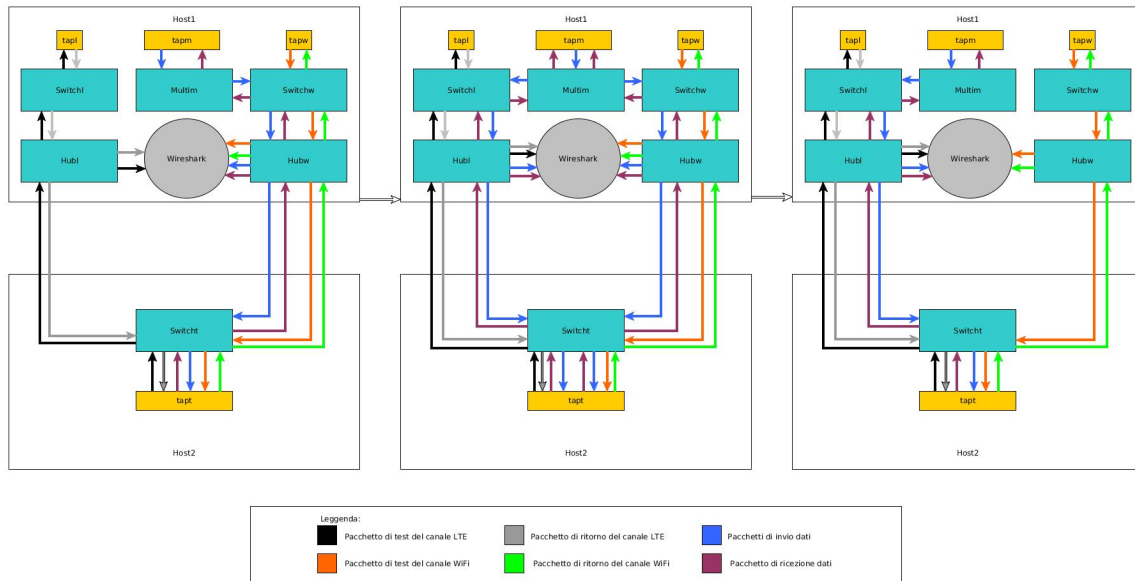 Host1
Host1
Host1
tapl
tapm
tapw
tapl
tapm
tapw
tapl
tapm
tapw
Switchl
Multim
Switchw
Switchl
Multim
Switchw
Switchl
Multim
Switchw
Hubl
Wireshark
Hubw
Hubl
Wireshark
Hubw
Hubl
Wireshark
Hubw
Switcht
Switcht
Switcht
tapt
tapt
tapt
Host2
Host2
Host2
Leggenda:
Pacchetto di test del canale LTE
Pacchetto di ritorno del canale LTE
Pacchetti di invio dati
Pacchetto di test del canale WiFi
Pacchetto di ritorno del canale WiFi
Pacchetto di ricezione dati